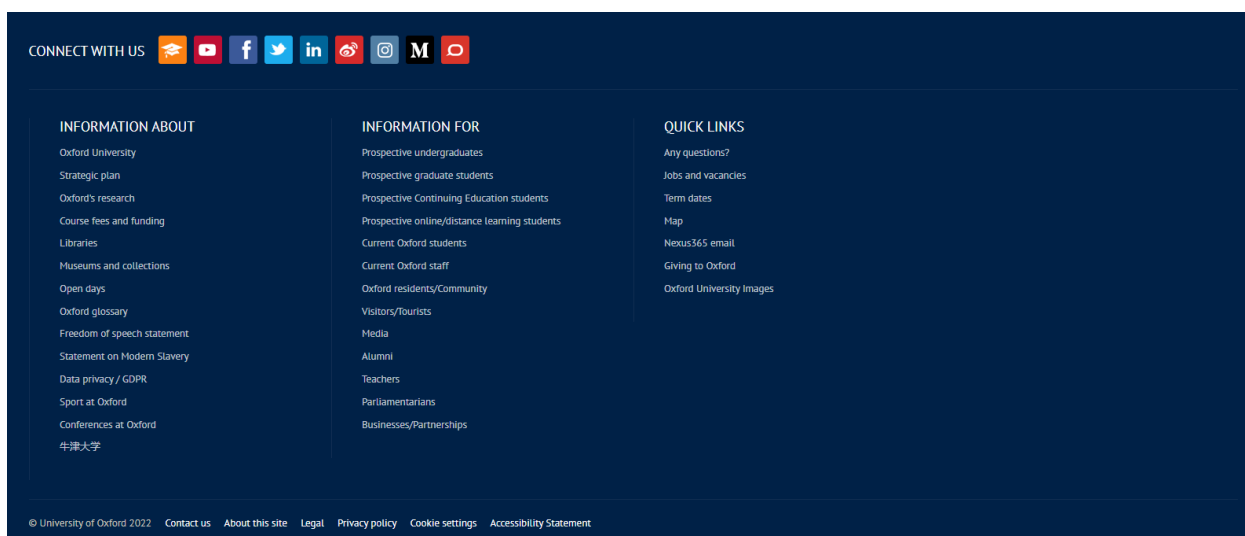 CONNECT WITH US
INFORMATION ABOUT
Oxford University
Strategic plan
Oxford's research
Course fees and funding
Libraries
Museums and collections
Open days
Oxford glossary
Freedom of speech statement
Statement on Modern Slavery
Data privacy / GDPR
Sport at Oxford
Conferences at Oxford
牛津大学
INFORMATION FOR
Prospective undergraduates
Prospective graduate students
Prospective Continuing Education students
Prospective online/distance learning students
Current Oxford students
Current Oxford staff
Oxford residents/Community
Visitors/Tourists
Media
Alumni
Teachers
Parliamentarians
Businesses/Partnerships
QUICK LINKS
Any questions?
Jobs and vacancies
Term dates
Map
Nexus365 email
Giving to Oxford
Oxford University Images
© University of Oxford 2022 Contact us About this site Legal Privacy policy Cookie settings Accessibility Statement